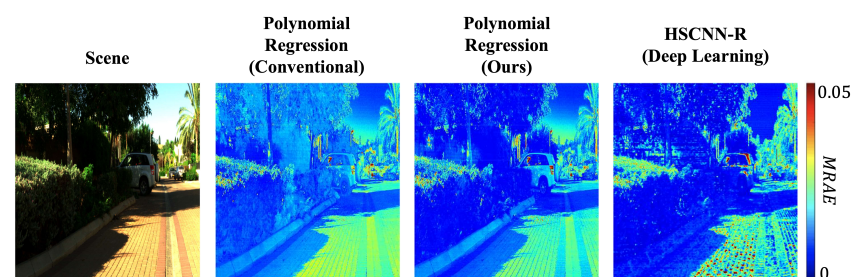 Scene
Polynomial
Regression
(Conventional)
Polynomial
Regression
(Ours)
HSCNN-R
(Deep Learning)
0.05
MRAE
0